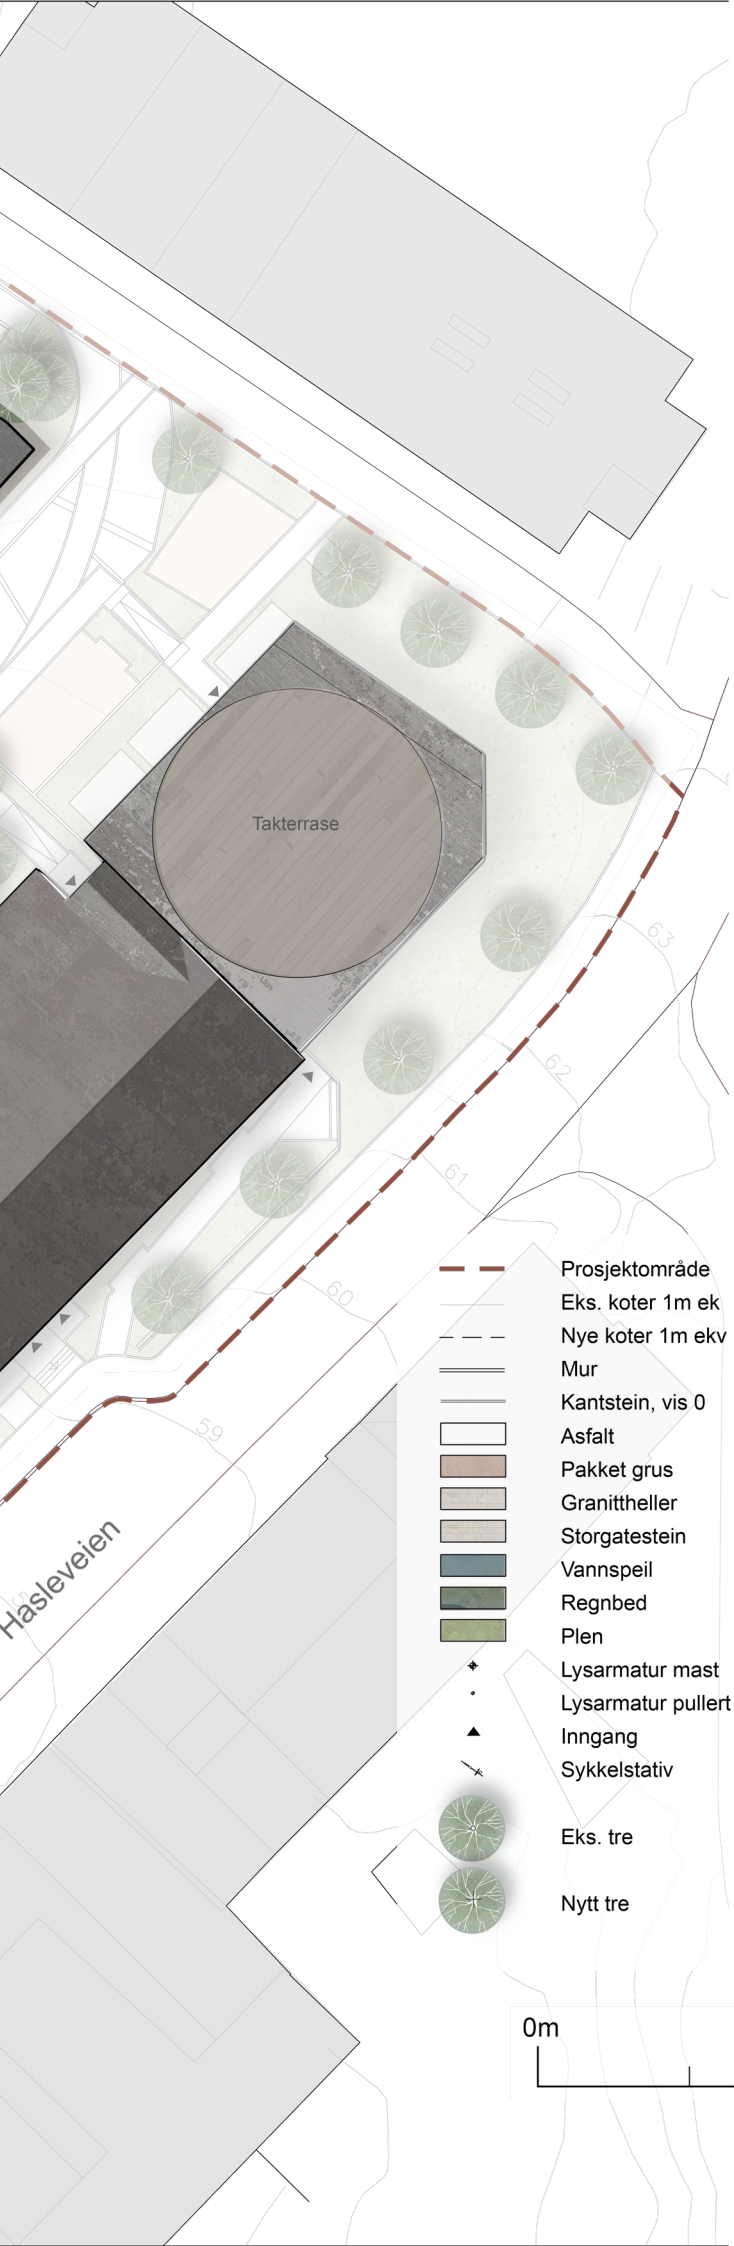 Takterrase
63
62
61
60
59
Hasleveien
Prosjektområde
Eks. koter 1m ek
Nye koter 1m ekv
Mur
Kantstein, vis 0
Asfalt
Pakket grus
Granittheller
Storgatestein
Vannspeil
Regnbed
Plen
Lysarmatur mast
Lysarmatur pullert
Inngang
Sykkelstativ
Eks. tre
Nytt tre
0m